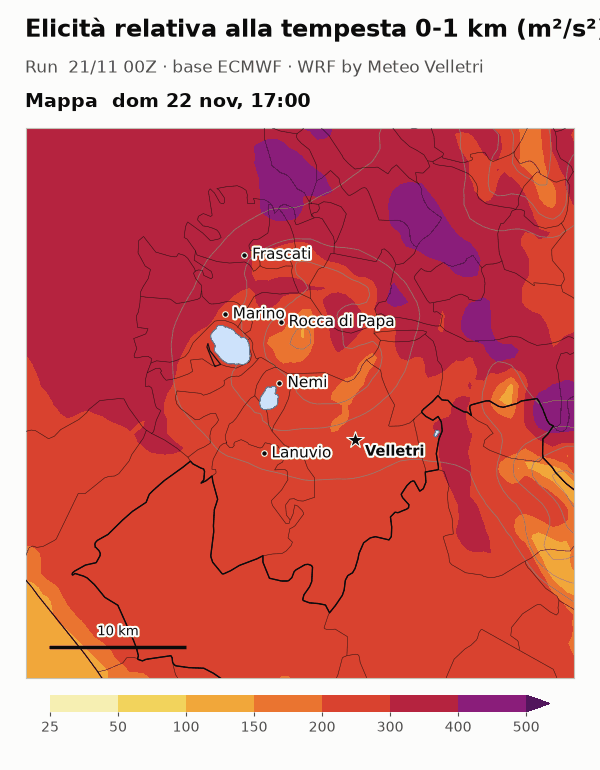 Elicità relativa alla tempesta 0-1 km (m²/s²)
Run  21/11 00Z · base ECMWF · WRF by Meteo Velletri
Mappa  dom 22 nov, 17:00
Frascati
Marino
Rocca di Papa
Nemi
Velletri
Lanuvio
10 km
25 50 100 150 200 300 400 500